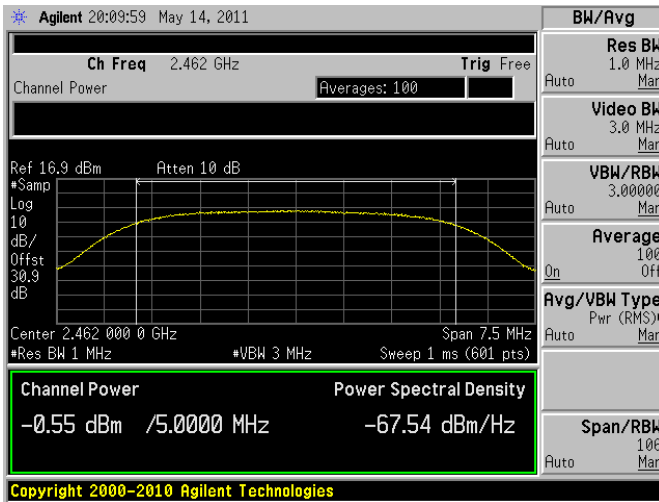 Agilent 20:09:59 May 14, 2011
BW/Avg
Ch Freq 2.462 GHz Trig Free
Channel Power Averages: 100
Res BW
1.0 MHz
Auto Man
Video BW
3.0 MHz
Auto Man
VBW/RBW
3.00000
Auto Man
Average
100
On Off
Avg/VBW Type
Pwr (RMS)
Auto Man
Span/RBW
106
Auto Man
Ref 16.9 dBm Atten 10 dB
#Samp
Log
10
dB/
Offst
30.9
dB
Center 2.462 000 0 GHz Span 7.5 MHz
#Res BW 1 MHz #VBW 3 MHz Sweep 1 ms (601 pts)
Channel Power Power Spectral Density
-0.55 dBm /5.0000 MHz -67.54 dBm/Hz
Copyright 2000-2010 Agilent Technologies